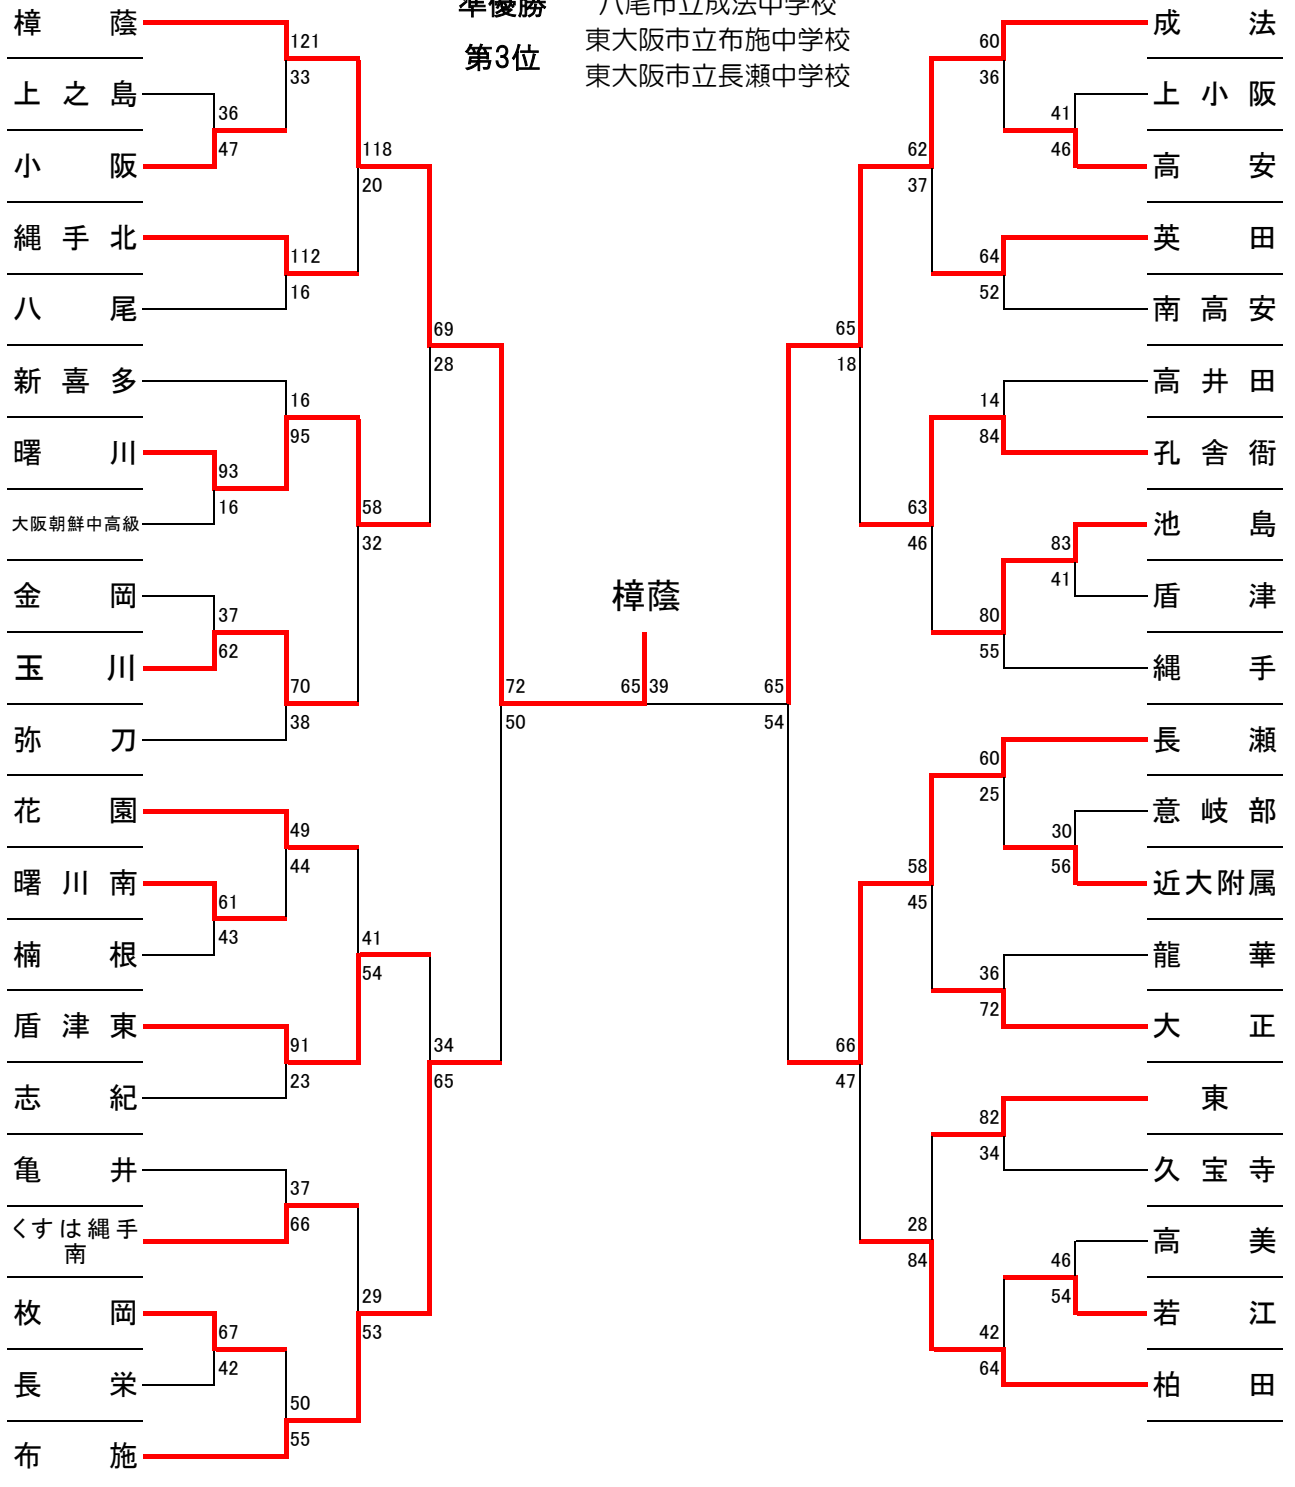 準優勝 八尾市立成法中学校
第3位 東大阪市立布施中学校
東大阪市立長瀬中学校
樟蔭
121
33
上之島
36
47
小阪
118
20
縄手北
112
16
八尾
69
28
新喜多
16
95
曙川
93
16
大阪朝鮮中高級
58
32
金岡
37
62
玉川
70
38
弥刀
72
50
花園
49
44
曙川南
61
43
楠根
41
54
盾津東
91
23
志紀
34
65
亀井
37
66
くすは縄手
南
29
53
枚岡
67
42
長栄
50
55
布施
樟蔭
65 39
成法
60
36
上小阪
41
46
高安
62
37
英田
64
52
南高安
65
18
高井田
14
84
孔舎衙
63
46
池島
83
41
盾津
80
55
縄手
65
54
長瀬
60
25
意岐部
30
56
近大附属
58
45
龍華
36
72
大正
66
47
東
82
34
久宝寺
28
84
高美
46
54
若江
42
64
柏田